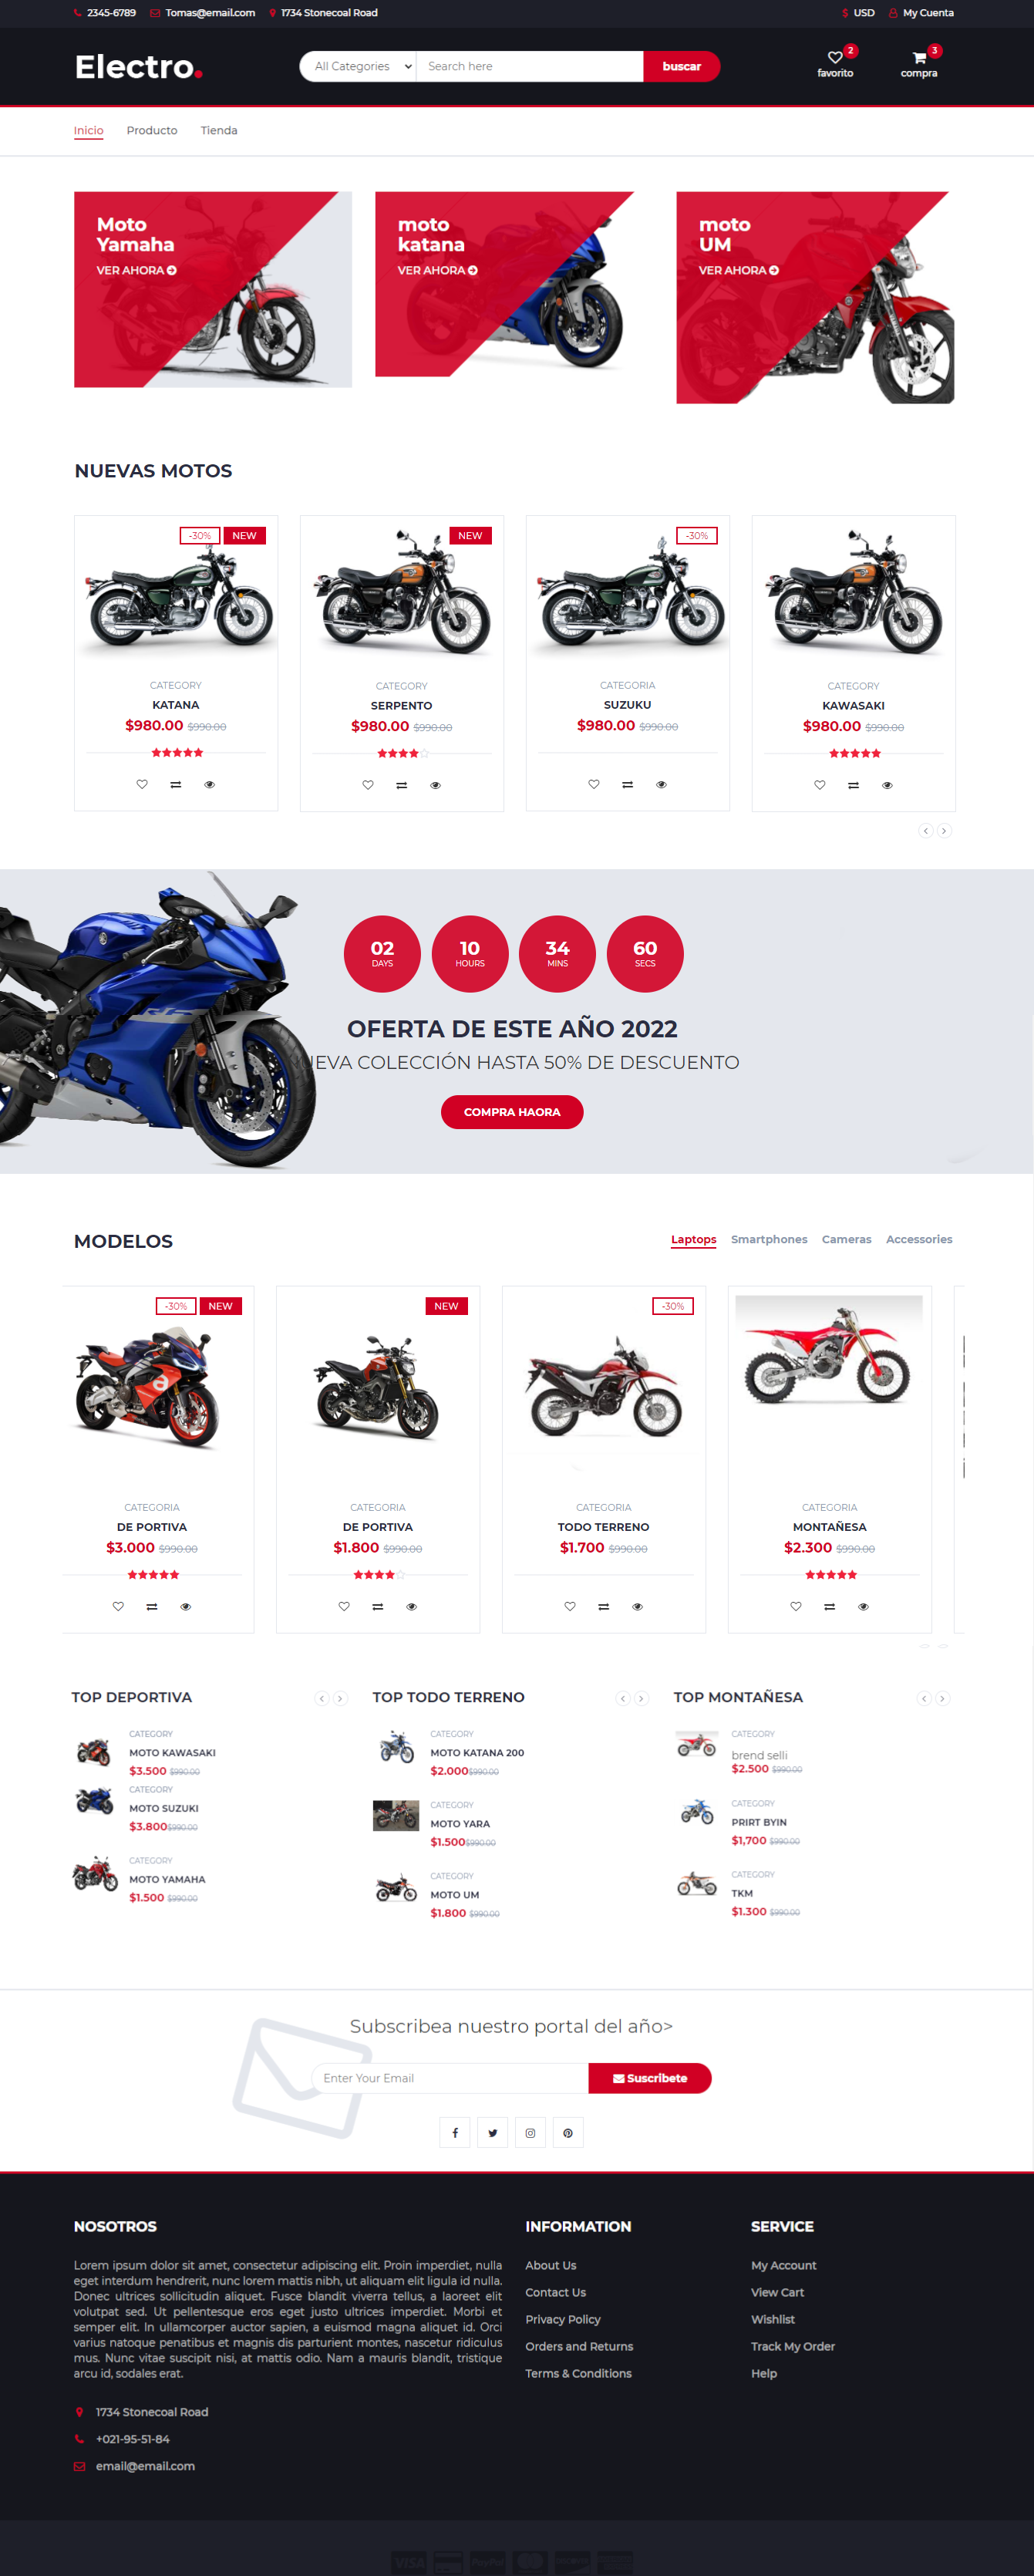 2345-6789 Tomas@email.com 1734 Stonecoal Road $ USD My Cuenta
Electro. All Categories Search here buscar 2 favorito 3 compra
Inicio Producto Tienda
Moto
Yamaha
VER AHORA
moto
katana
VER AHORA
moto
UM
VER AHORA
NUEVAS MOTOS
-30% NEW
CATEGORY
KATANA
$980.00 $990.00
NEW
CATEGORY
SERPENTO
$980.00 $990.00
-30%
CATEGORIA
SUZUKU
$980.00 $990.00
CATEGORY
KAWASAKI
$980.00 $990.00
02
DAYS
10
HOURS
34
MINS
60
SECS
OFERTA DE ESTE AÑO 2022
UEVA COLECCIÓN HASTA 50% DE DESCUENTO
COMPRA HAORA
MODELOS
Laptops Smartphones Cameras Accessories
-30% NEW
CATEGORIA
DE PORTIVA
$3.000 $990.00
NEW
CATEGORIA
DE PORTIVA
$1.800 $990.00
-30%
CATEGORIA
TODO TERRENO
$1.700 $990.00
CATEGORIA
MONTAÑESA
$2.300 $990.00
TOP DEPORTIVA
CATEGORY
MOTO KAWASAKI
$3.500 $990.00
CATEGORY
MOTO SUZUKI
$3.800$990.00
CATEGORY
MOTO YAMAHA
$1.500 $990.00
TOP TODO TERRENO
CATEGORY
MOTO KATANA 200
$2.000$990.00
CATEGORY
MOTO YARA
$1.500$990.00
CATEGORY
MOTO UM
$1.800 $990.00
TOP MONTAÑESA
CATEGORY
brend selli
$2.500 $990.00
CATEGORY
PRIRT BYIN
$1,700 $990.00
CATEGORY
TKM
$1.300 $990.00
Subscribea nuestro portal del año>
Enter Your Email Suscribete
NOSOTROS
Lorem ipsum dolor sit amet, consectetur adipiscing elit. Proin imperdiet, nulla
eget interdum hendrerit, nunc lorem mattis nibh, ut aliquam elit ligula id nulla.
Donec ultrices sollicitudin aliquet. Fusce blandit viverra tellus, a laoreet elit
volutpat sed. Ut pellentesque eros eget justo ultrices imperdiet. Morbi et
semper elit. In ullamcorper auctor sapien, a euismod magna aliquet id. Orci
varius natoque penatibus et magnis dis parturient montes, nascetur ridiculus
mus. Nunc vitae suscipit nisi, at mattis odio. Nam a mauris blandit, tristique
arcu id, sodales erat.
1734 Stonecoal Road
+021-95-51-84
email@email.com
INFORMATION
About Us
Contact Us
Privacy Policy
Orders and Returns
Terms & Conditions
SERVICE
My Account
View Cart
Wishlist
Track My Order
Help
VISA PayPal